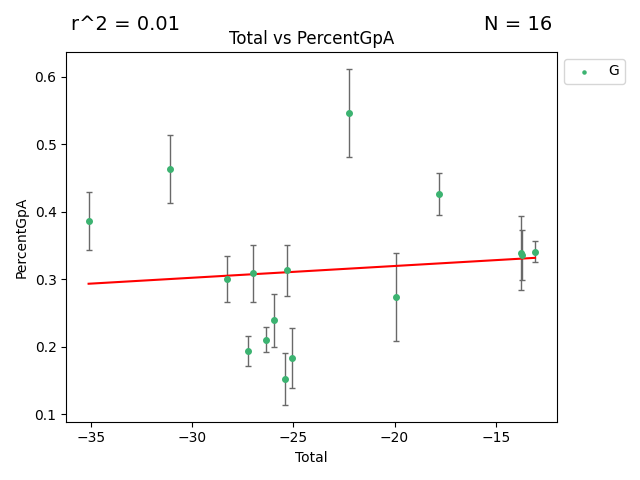 r^2 = 0.01
N = 16
Total vs PercentGpA
G
PercentGpA
0.6
0.5
0.4
0.3
0.2
0.1
−35
−30
−25
−20
−15
Total